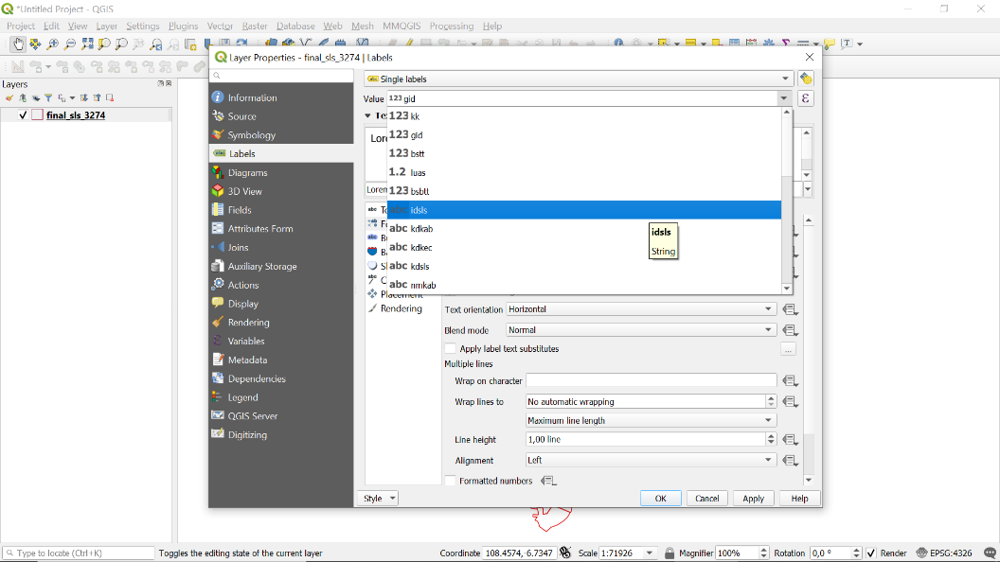 *Untitled Project - QGIS
Project Edit View Layer Settings Plugins Vector Raster Database Web Mesh MMQGIS Processing Help
Layer Properties - final_sls_3274 | Labels
Layers
final_sls_3274
Information
Source
Symbology
abc Labels
Diagrams
3D View
Fields
Attributes Form
Joins
Auxiliary Storage
Actions
Display
Rendering
Variables
Metadata
Dependencies
Legend
QGIS Server
Digitizing
abc Single labels
Value 123 gid
ε
123 kk
123 gid
123 bstt
1.2 luas
123 bsbtt
abc idsls
abc kdkab
abc kdkec
abc kdsls
abc nmkab
idsls
String
Lorem
Placement
Rendering
Text orientation Horizontal
Blend mode Normal
Apply label text substitutes
...
Multiple lines
Wrap on character
Wrap lines to No automatic wrapping
Maximum line length
Line height 1,00 line
Alignment Left
Formatted numbers
Style OK Cancel Apply Help
Type to locate (Ctrl+K) Toggles the editing state of the current layer Coordinate 108.4574,-6.7347 Scale 1:71926 Magnifier 100% Rotation 0,0 ° Render EPSG:4326